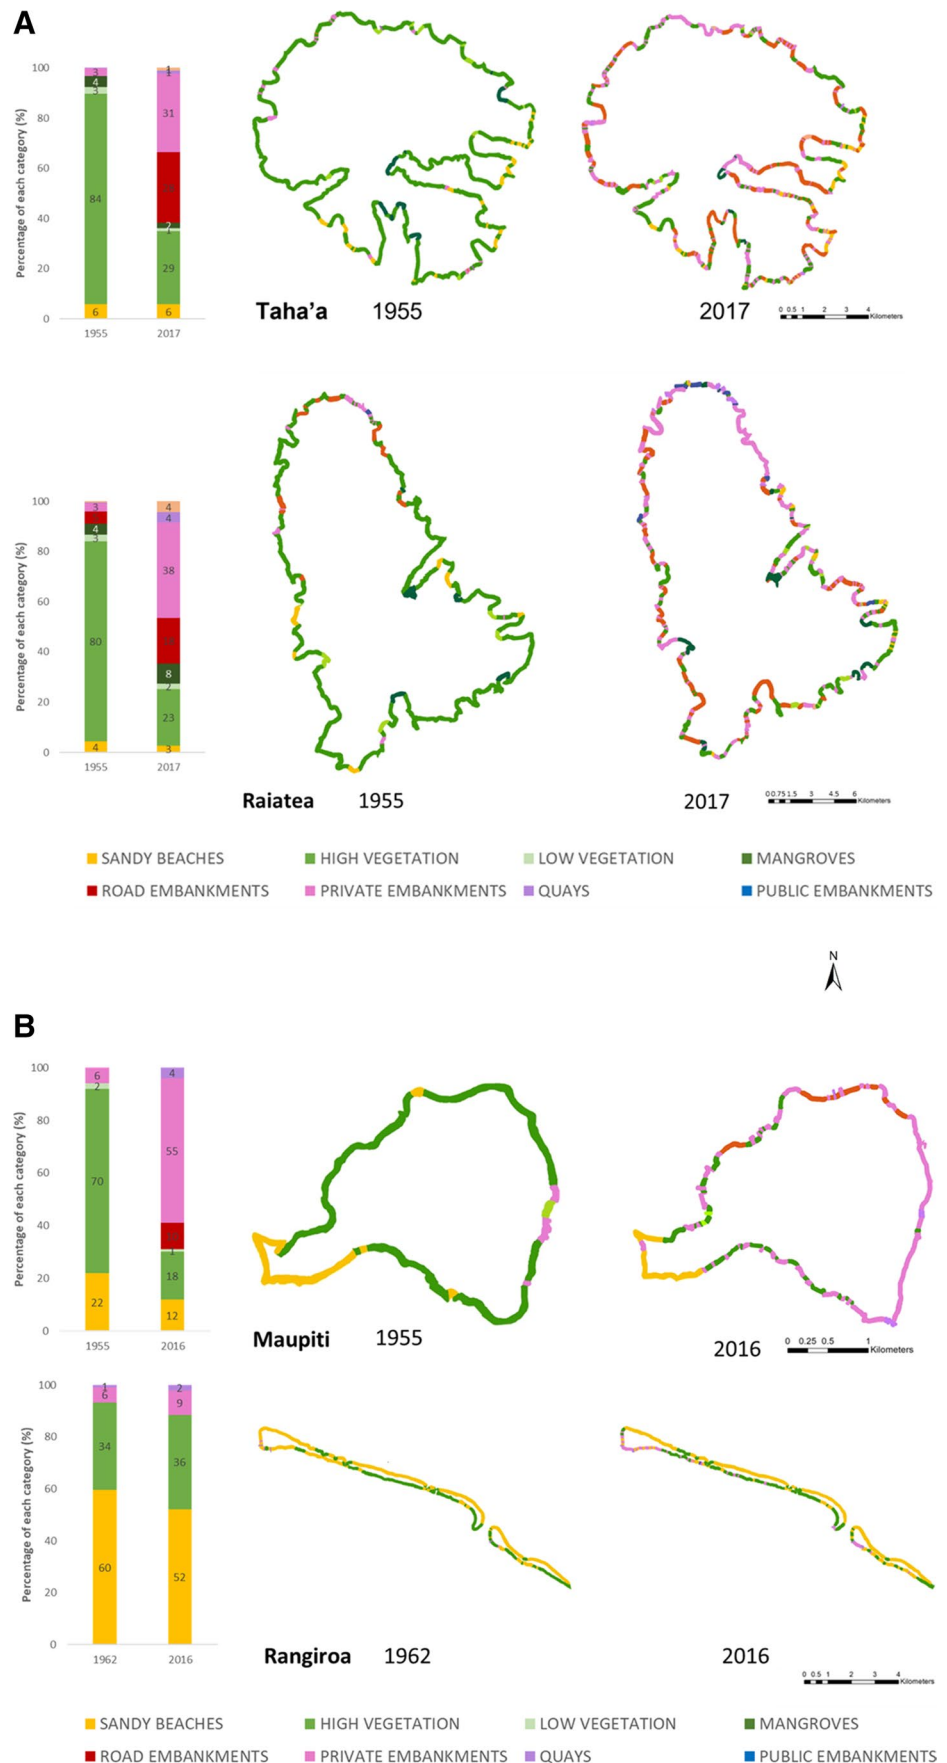 A
Percentage of each category (%)
100
80
60
40
20
0
3
4
3
84
6
1
1
31
2
29
6
1955
2017
Taha'a
1955
2017
0 0.5 1 2 3 4
Kilometers
Percentage of each category (%)
100
80
60
40
20
0
3
4
3
80
4
4
4
38
8
2
23
3
1955
2017
Raiatea
1955
2017
0 0.75 1.5 3 4.5 6
Kilometers
SANDY BEACHES
HIGH VEGETATION
LOW VEGETATION
MANGROVES
ROAD EMBANKMENTS
PRIVATE EMBANKMENTS
QUAYS
PUBLIC EMBANKMENTS
N
B
Percentage of each category (%)
100
80
60
40
20
0
6
2
70
22
4
55
1
18
12
1955
2016
Maupiti
1955
2016
0 0.25 0.5 1
Kilometers
Percentage of each category (%)
100
80
60
40
20
0
1
6
34
60
2
9
36
52
1962
2016
Rangiroa
1962
2016
0 0.5 1 2 3 4
Kilometers
SANDY BEACHES
HIGH VEGETATION
LOW VEGETATION
MANGROVES
ROAD EMBANKMENTS
PRIVATE EMBANKMENTS
QUAYS
PUBLIC EMBANKMENTS